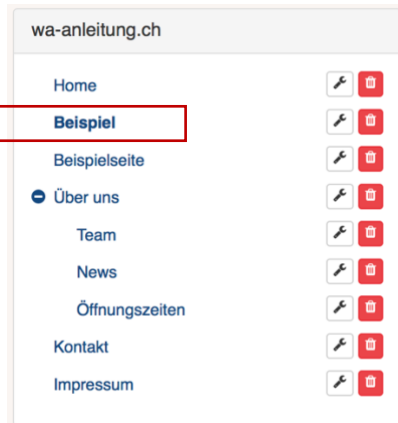 wa-anleitung.ch
Home
Beispiel
Beispielseite
Über uns
Team
News
Öffnungszeiten
Kontakt
Impressum